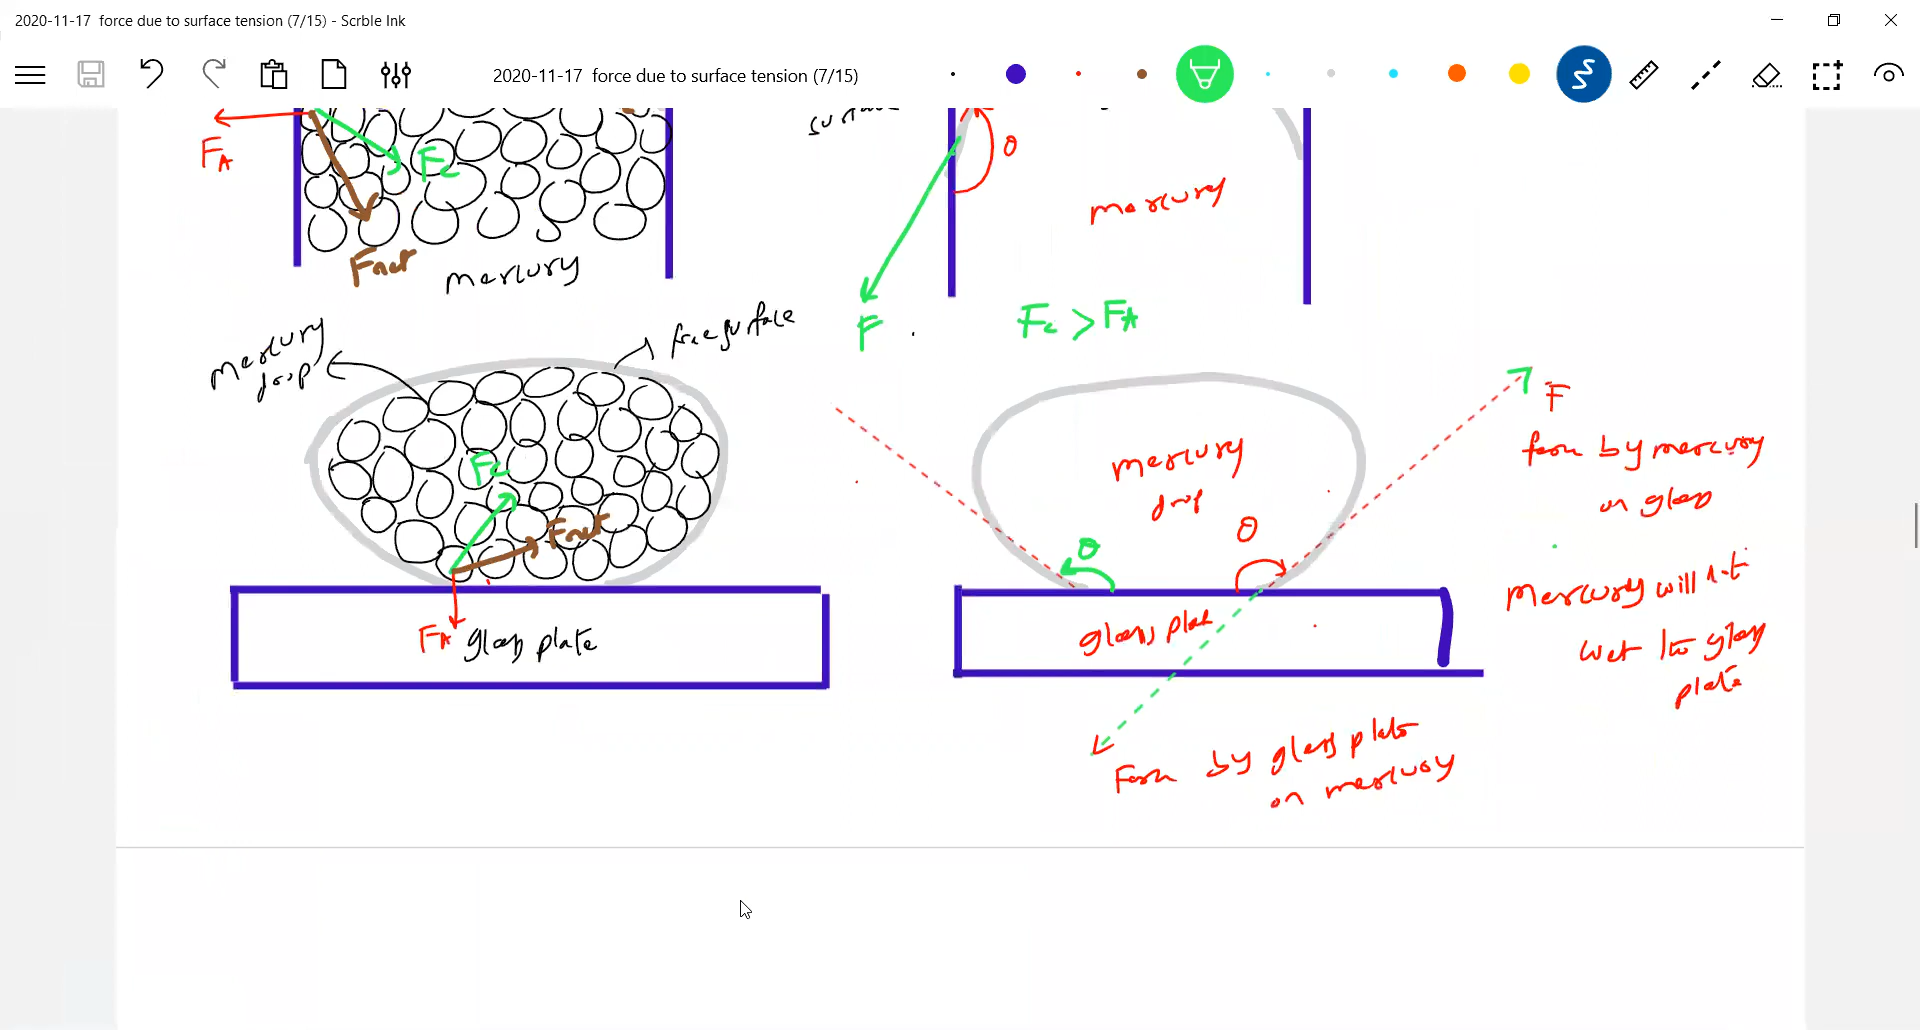 2020-11-17 force due to surface tension (7/15) - Scrble Ink
2020-11-17 force due to surface tension (7/15)
FA
Fc
Fnet
mercury
surface
θ
mercury
F
Fc > FA
mercury
drop
free surface
Fc
Fnet
FA
glass plate
mercury
drop
θ
θ
glass plate
F
force by mercury
on glass
Mercury will not
wet the glass
plate
Force by glass plate
on mercury